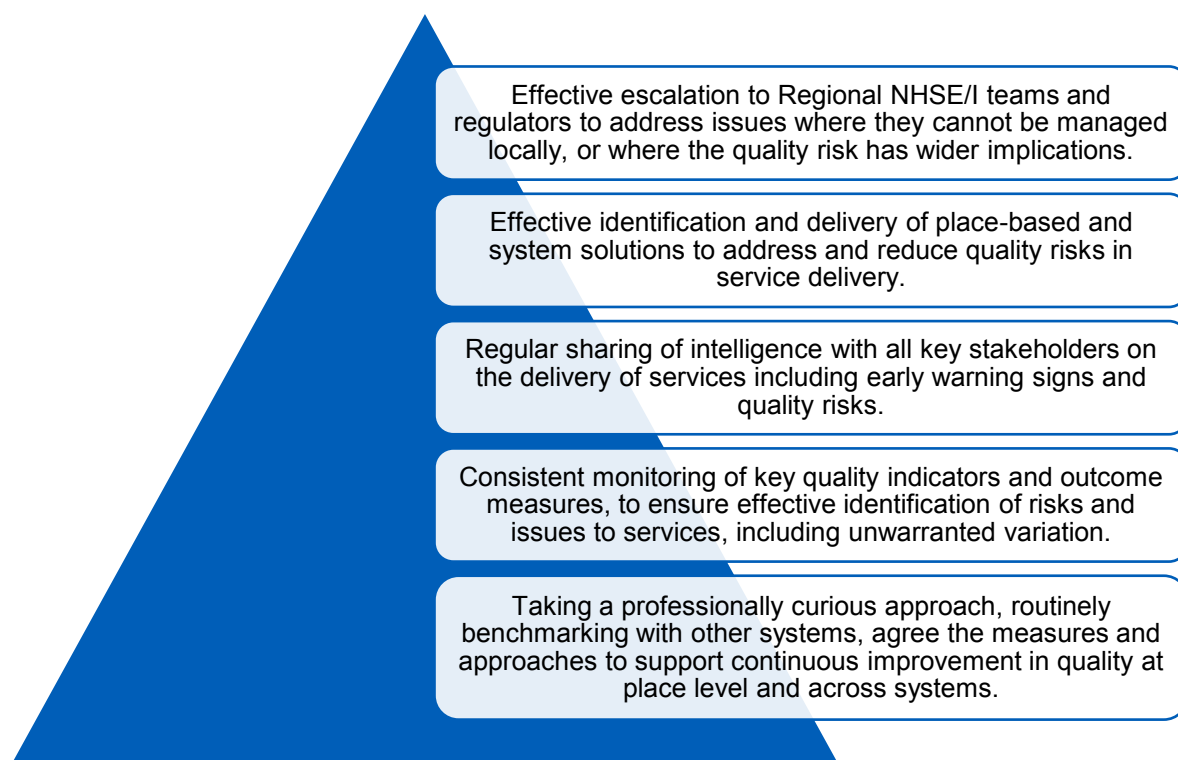 Effective escalation to Regional NHSE/I teams and
regulators to address issues where they cannot be managed
locally, or where the quality risk has wider implications.
Effective identification and delivery of place-based and
system solutions to address and reduce quality risks in
service delivery.
Regular sharing of intelligence with all key stakeholders on
the delivery of services including early warning signs and
quality risks.
Consistent monitoring of key quality indicators and outcome
measures, to ensure effective identification of risks and
issues to services, including unwarranted variation.
Taking a professionally curious approach, routinely
benchmarking with other systems, agree the measures and
approaches to support continuous improvement in quality at
place level and across systems.